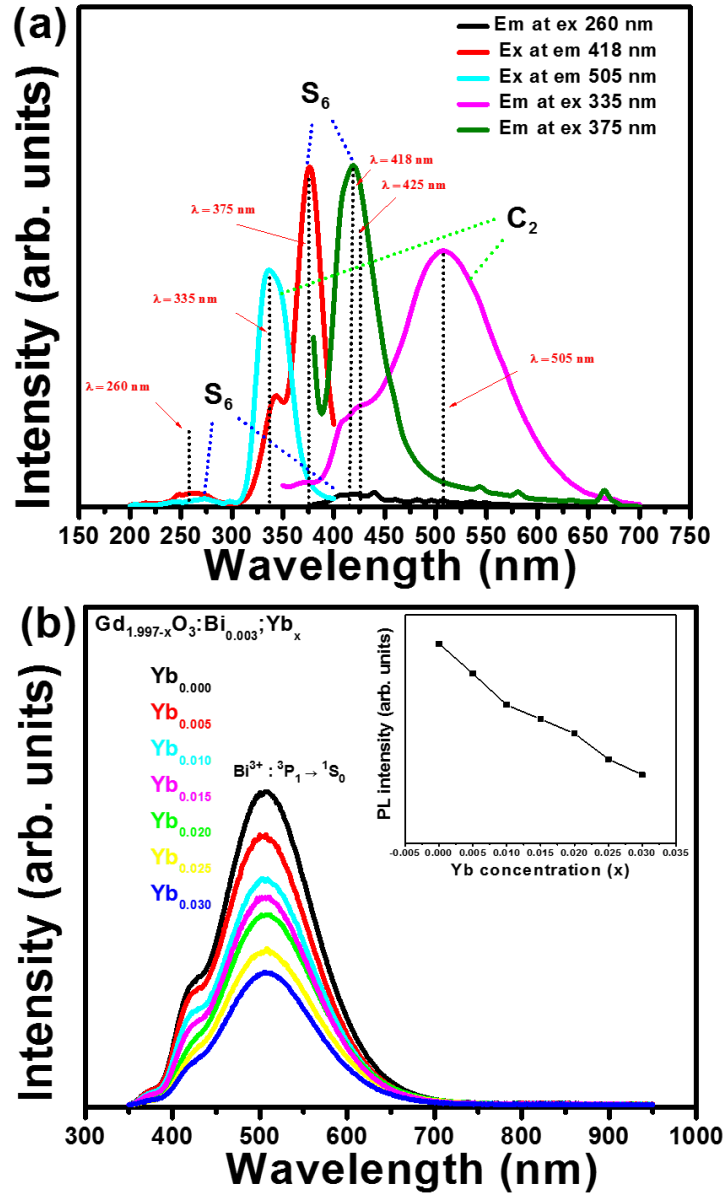 (a)
Em at ex 260 nm
Ex at em 418 nm
Ex at em 505 nm
Em at ex 335 nm
Em at ex 375 nm
S₆
λ = 418 nm
λ = 425 nm
λ = 375 nm
C₂
λ = 335 nm
λ = 505 nm
λ = 260 nm
S₆
Intensity (arb. units)
150 200 250 300 350 400 450 500 550 600 650 700 750
Wavelength (nm)
(b)
Gd₁.₉₉₇₋ₓO₃:Bi₀.₀₀₃;Ybₓ
Yb₀.₀₀₀
Yb₀.₀₀₅
Yb₀.₀₁₀
Yb₀.₀₁₅
Yb₀.₀₂₀
Yb₀.₀₂₅
Yb₀.₀₃₀
Bi³⁺ : ³P₁ → ¹S₀
PL intensity (arb. units)
-0.005 0.000 0.005 0.010 0.015 0.020 0.025 0.030 0.035
Yb concentration (x)
Intensity (arb. units)
300 400 500 600 700 800 900 1000
Wavelength (nm)